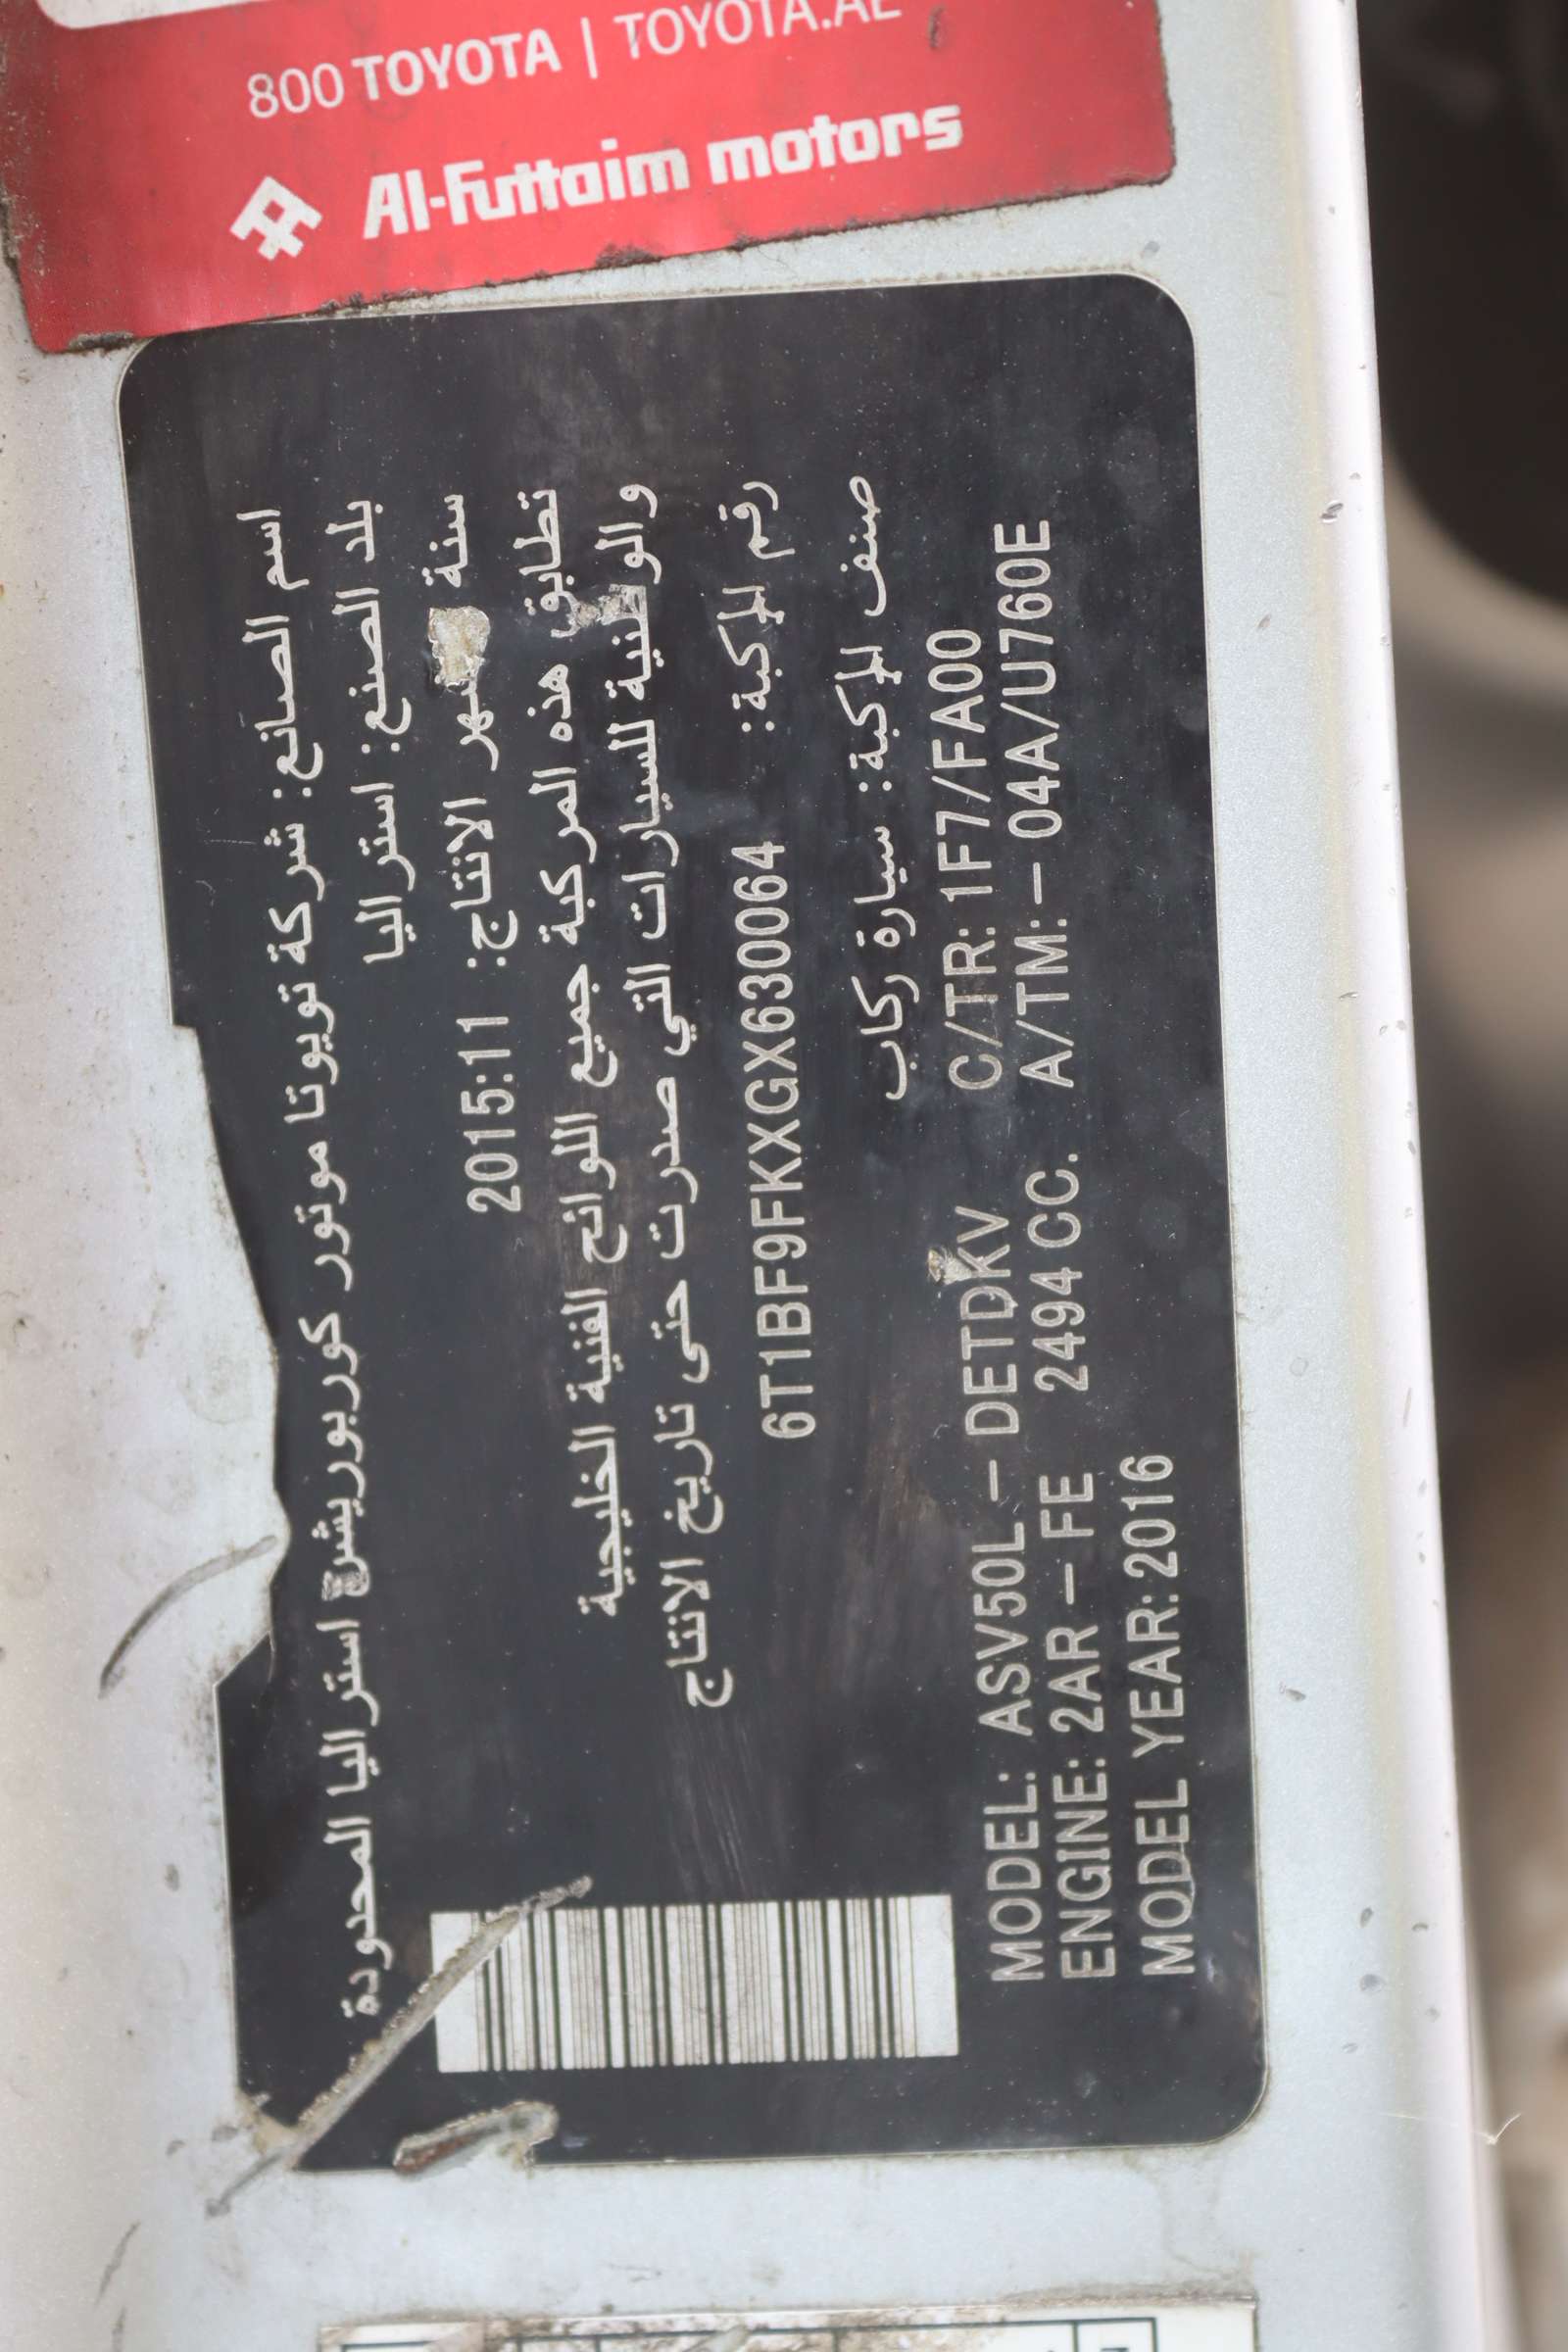 800 TOYOTA | TOYOTA.AE
Al-Futtaim motors
اسم الصانع: شركة تويوتا موتور كوربوريشن استراليا المحدودة
بلد الصنع: استراليا
سنة شهر الانتاج: 2015:11
تطابق هذه المركبة جميع اللوائح الفنية الخليجية
والوطنية للسيارات التي صدرت حتى تاريخ الانتاج
رقم المركبة: 6T1BF9FKXGX630064
صنف المركبة: سيارة ركاب
MODEL: ASV50L – DETDKV C/TR: 1F7/FA00
ENGINE: 2AR – FE 2494 CC. A/TM: – 04A/U760E
MODEL YEAR: 2016